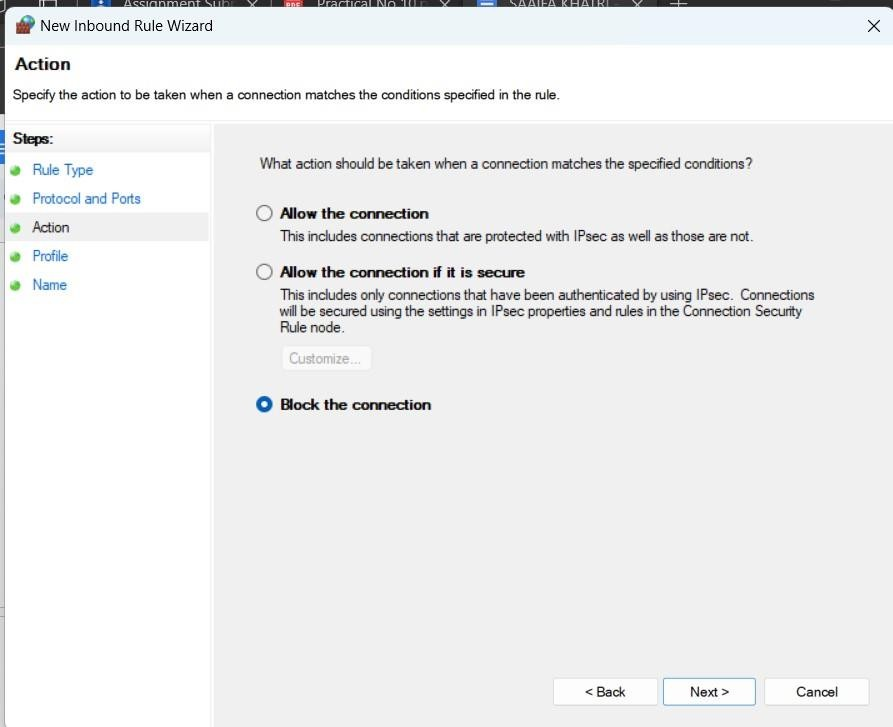 Assignment Sub
PDF Practical No 10
SAAIFA KHATRI -
New Inbound Rule Wizard
Action
Specify the action to be taken when a connection matches the conditions specified in the rule.
Steps:
Rule Type
Protocol and Ports
Action
Profile
Name
What action should be taken when a connection matches the specified conditions?
Allow the connection
This includes connections that are protected with IPsec as well as those are not.
Allow the connection if it is secure
This includes only connections that have been authenticated by using IPsec. Connections
will be secured using the settings in IPsec properties and rules in the Connection Security
Rule node.
Customize...
Block the connection
< Back Next > Cancel